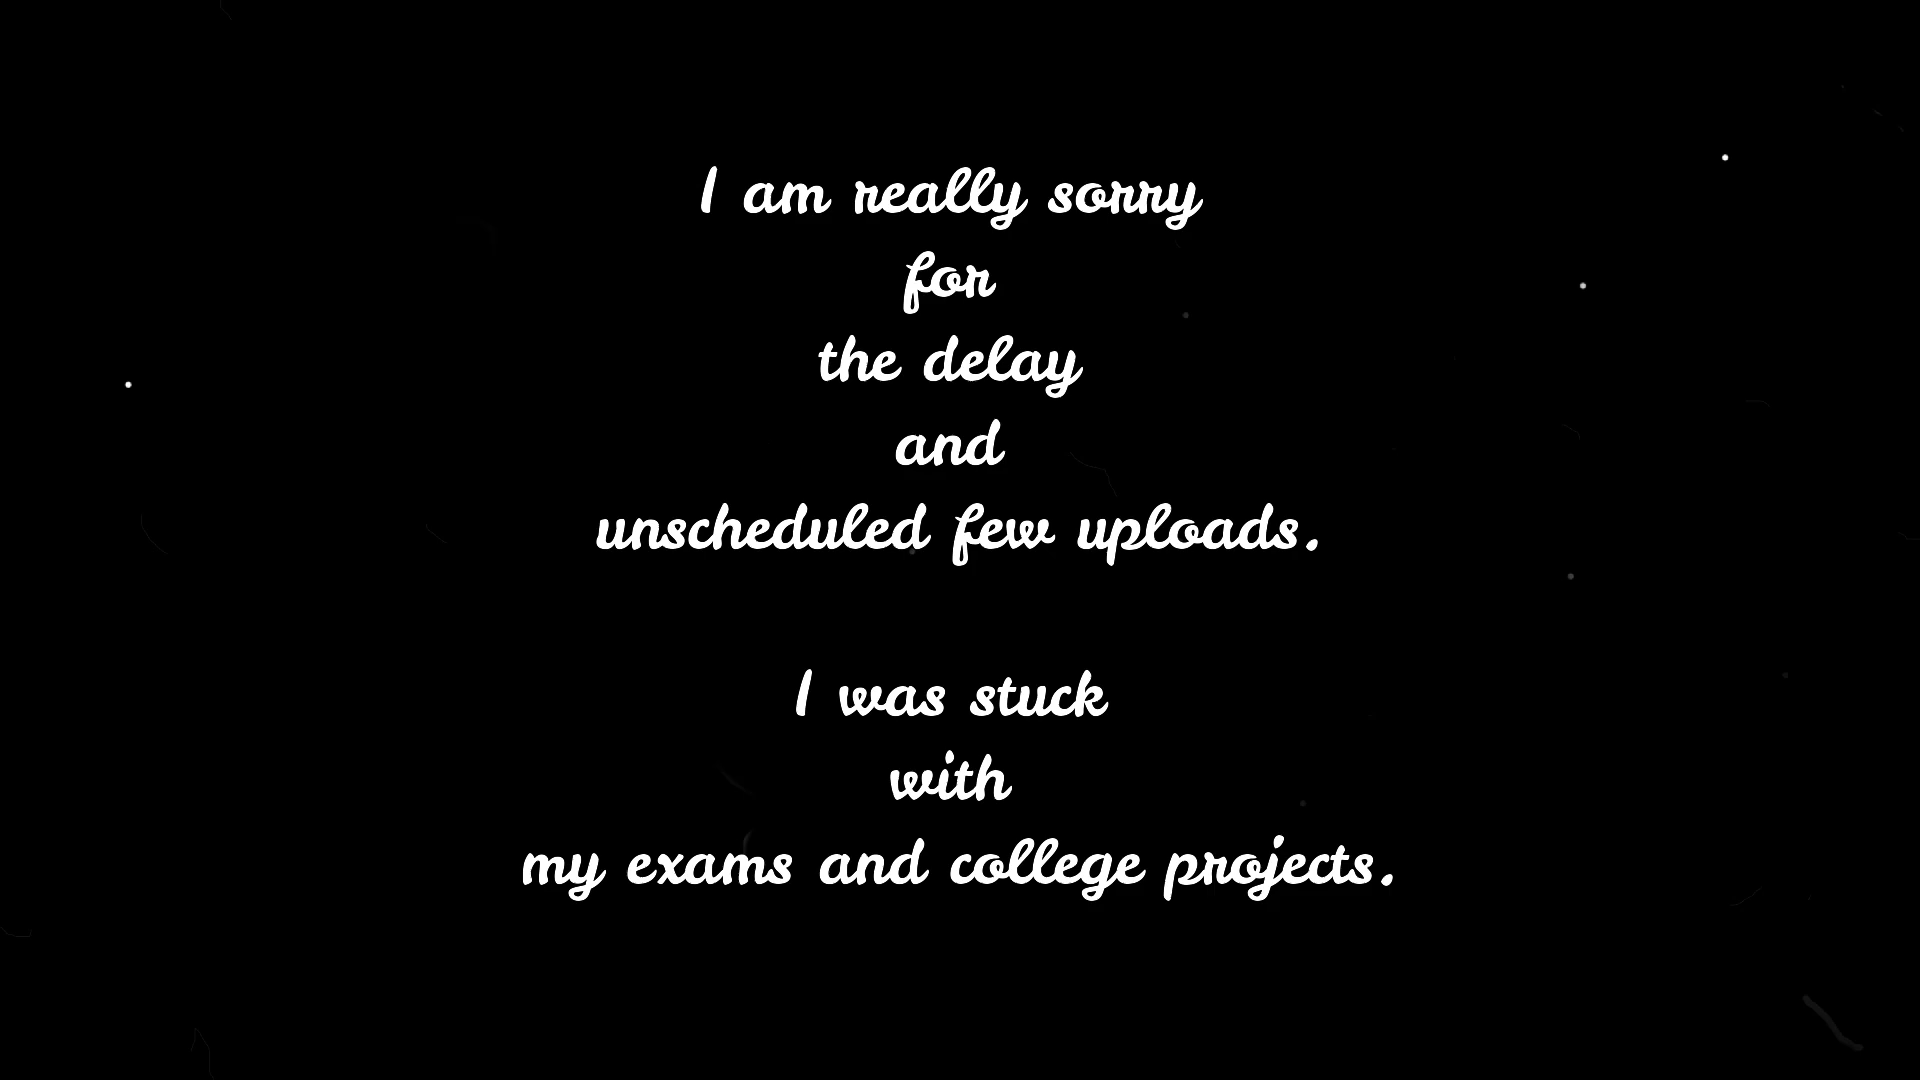 I am really sorry
for
the delay
and
unscheduled few uploads.
I was stuck
with
my exams and college projects.